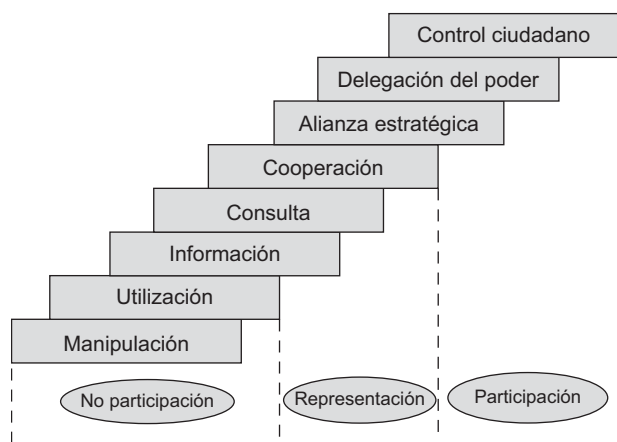 Control ciudadano
Delegación del poder
Alianza estratégica
Cooperación
Consulta
Información
Utilización
Manipulación
No participación
Representación
Participación